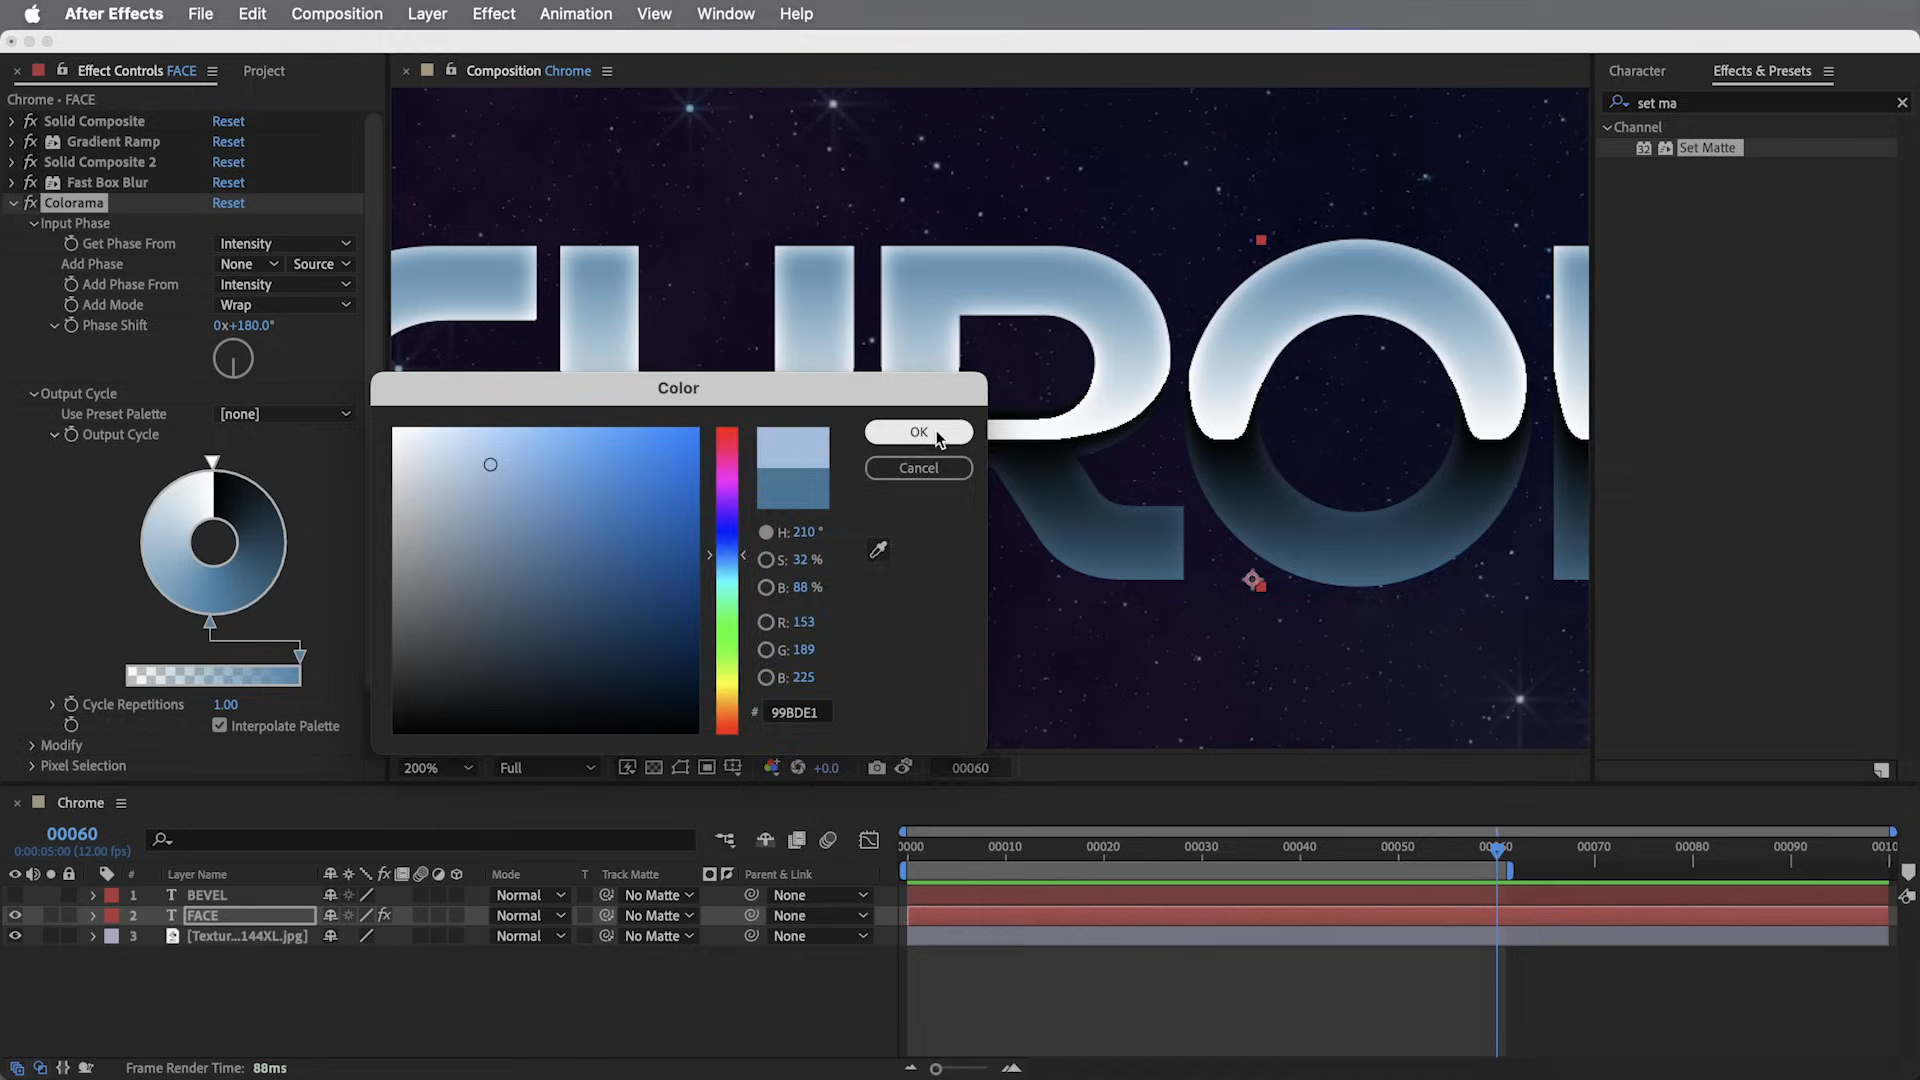 After Effects File Edit Composition Layer Effect Animation View Window Help
Effect Controls FACE Project
Composition Chrome
Character Effects & Presets
Chrome • FACE
set ma
Solid Composite Reset
Channel
Gradient Ramp Reset
32 Set Matte
Solid Composite 2 Reset
fx Fast Box Blur Reset
fx Colorama Reset
Input Phase
Get Phase From Intensity
Add Phase None Source
Add Phase From Intensity
Add Mode Wrap
Phase Shift 0x+180.0°
Output Cycle
Use Preset Palette [none]
Output Cycle
Cycle Repetitions 1.00
Interpolate Palette
Modify
Pixel Selection
Color
OK
Cancel
H: 210 °
S: 32 %
B: 88 %
R: 153
G: 189
B: 225
# 99BDE1
200% Full +0.0 00060
Chrome
00060
0:00:05:00 (12.00 fps)
0000 00010 00020 00030 00040 00050 00060 00070 00080 00090 0010
# Layer Name fx Mode T Track Matte Parent & Link
1 T BEVEL Normal No Matte None
2 T FACE fx Normal No Matte None
3 [Textur...144XL.jpg] Normal No Matte None
Frame Render Time: 88ms